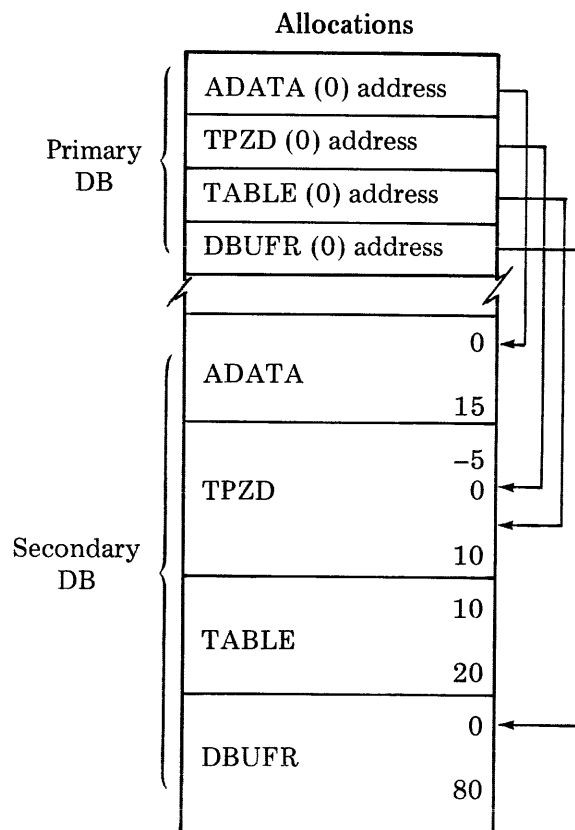 Allocations
ADATA (0) address
TPZD (0) address
TABLE (0) address
DBUFR (0) address
Primary
DB
0
ADATA
15
–5
TPZD 0
10
Secondary
DB
10
TABLE
20
0
DBUFR
80